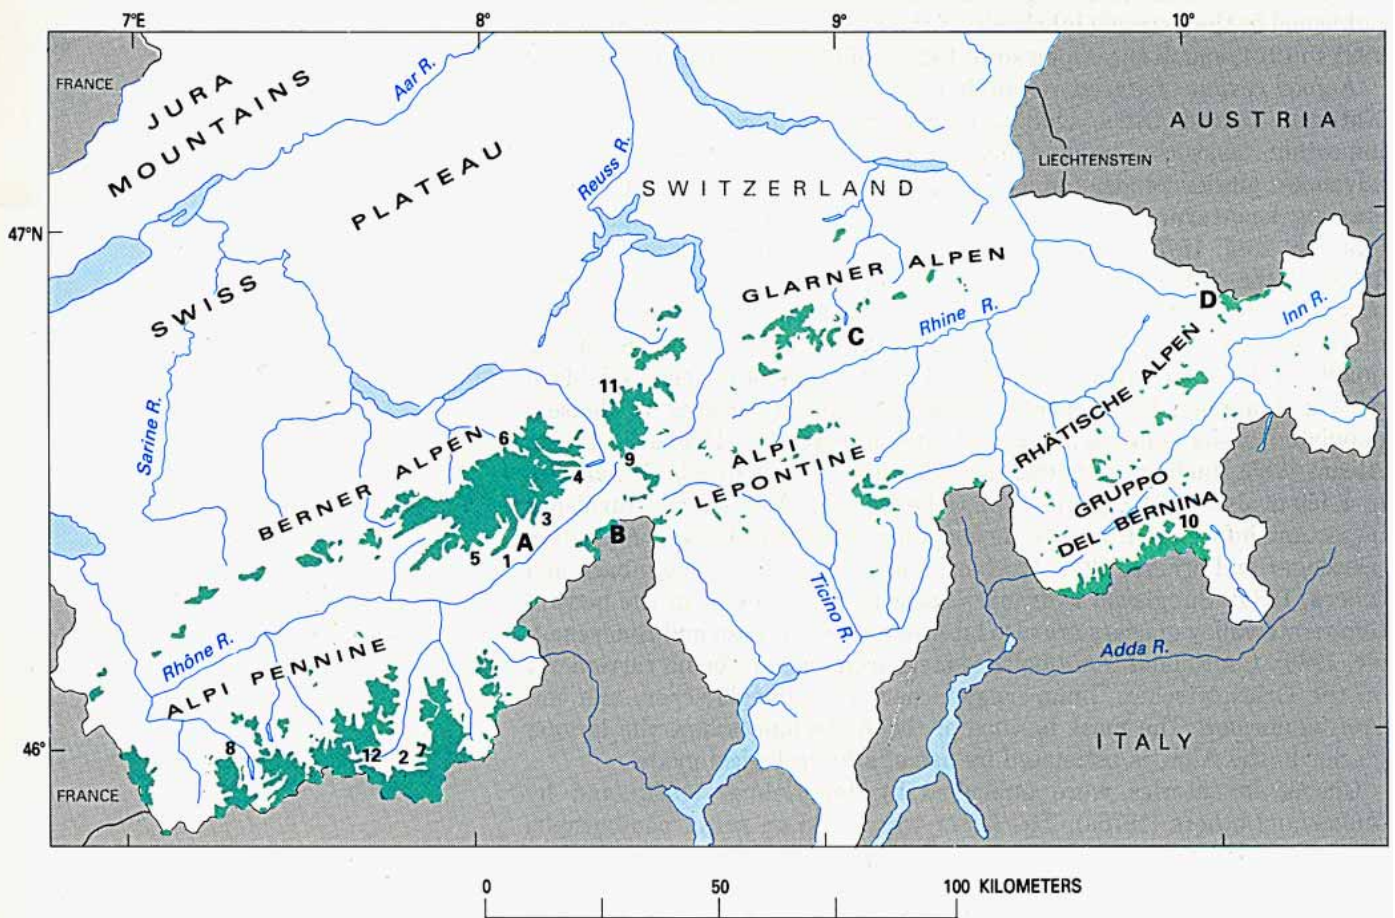 7°E 8° 9° 10°
FRANCE
JURA
MOUNTAINS
Aar R.
AUSTRIA
Reuss R.
LIECHTENSTEIN
PLATEAU
SWITZERLAND
47°N
SWISS
GLARNER ALPEN
D
Inn R.
Rhine R.
C
Sarine R.
11
RHÄTISCHE ALPEN
6
BERNER ALPEN
9
ALPI
LEPONTINE
4
GRUPPO
DEL BERNINA
10
3
A
B
5
1
Ticino R.
Rhône R.
Adda R.
ALPI PENNINE
8
12
2
7
46°
ITALY
FRANCE
0 50 100 KILOMETERS